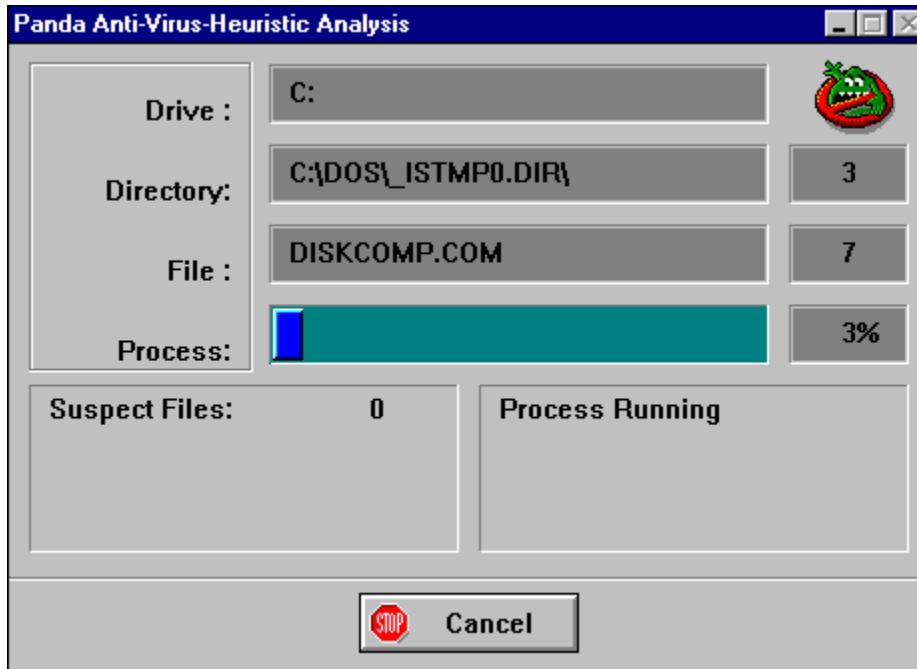 Panda Anti-Virus-Heuristic Analysis
Drive : C:
Directory: C:\DOS\_ISTMP0.DIR\ 3
File : DISKCOMP.COM 7
Process: 3%
Suspect Files: 0
Process Running
STOP Cancel